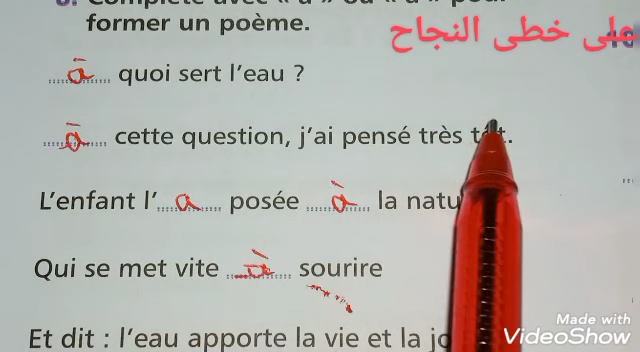 former un poème.
على خطى النجاح
à quoi sert l'eau ?
à cette question, j'ai pensé très
L'enfant l' a posée à la
Qui se met vite à sourire
Et dit : l'eau apporte la vie et la
Made with
VideoShow